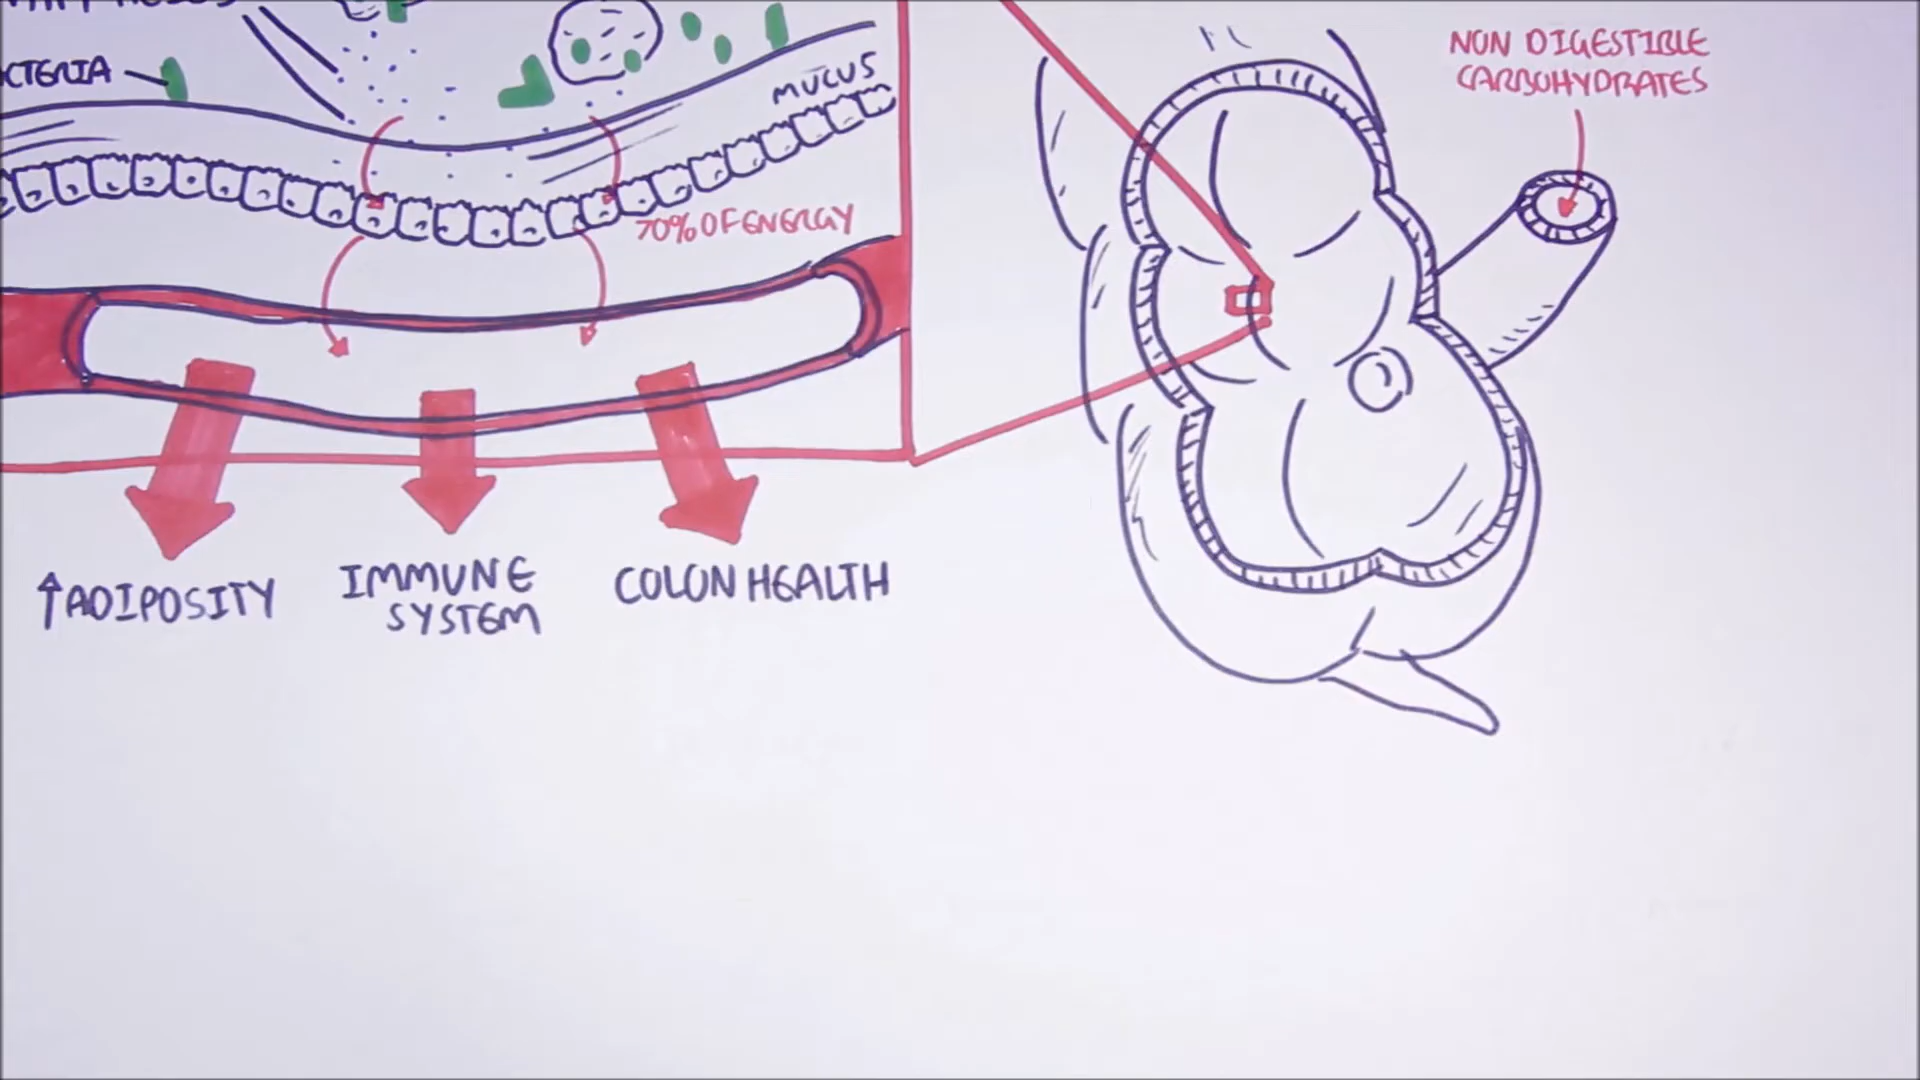 CTERIA
MUCUS
70% OF ENERGY
↑ADIPOSITY
IMMUNE
SYSTEM
COLON HEALTH
NON DIGESTIBLE
CARBOHYDRATES